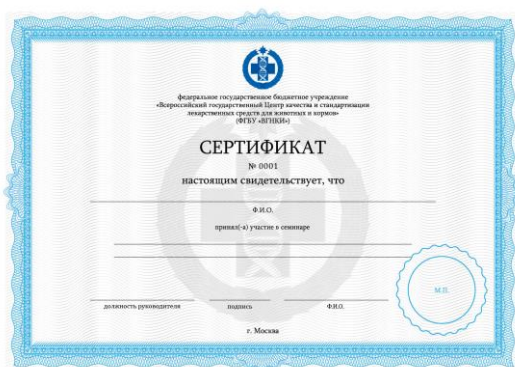 федеральное государственное бюджетное учреждение
«Всероссийский государственный Центр качества и стандартизации
лекарственных средств для животных и кормов»
(ФГБУ «ВГНКИ»)
СЕРТИФИКАТ
№ 0001
настоящим свидетельствует, что
Ф.И.О.
принял(-а) участие в семинаре
М.П.
должность руководителя подпись Ф.И.О.
г. Москва